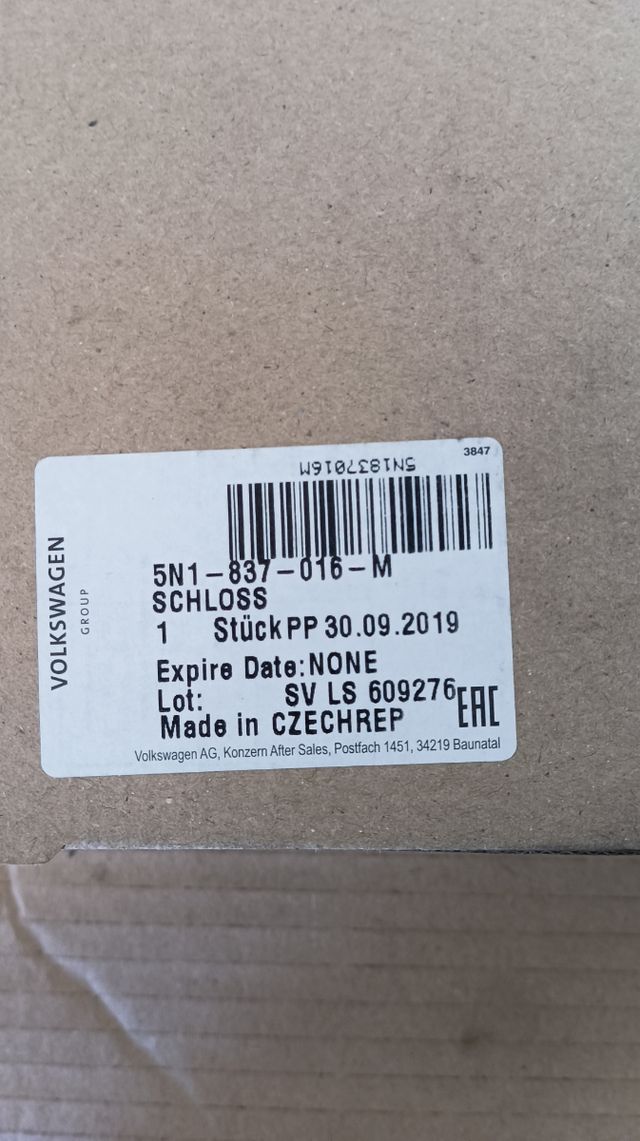 3847
5N1837016M
5N1-837-016-M
SCHLOSS
1 Stück PP 30.09.2019
Expire Date: NONE
Lot: SV LS 609276
Made in CZECHREP
EAC
Volkswagen AG, Konzern After Sales, Postfach 1451, 34219 Baunatal
VOLKSWAGEN
GROUP